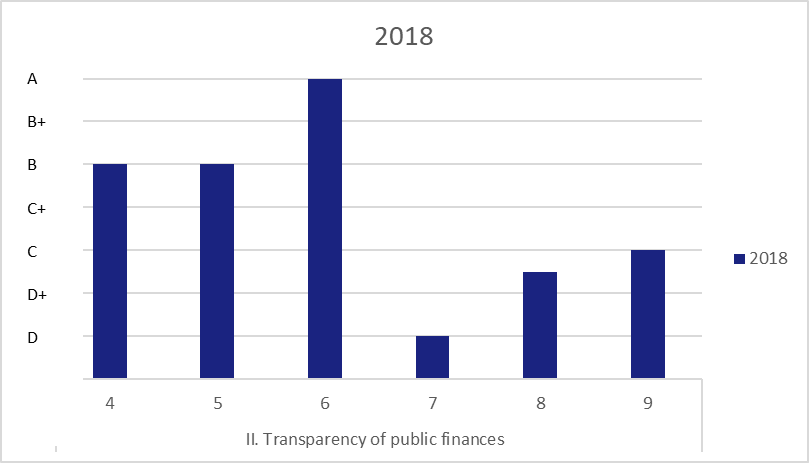 2018
A
B+
B
C+
C
D+
D
2018
4 5 6 7 8 9
II. Transparency of public finances